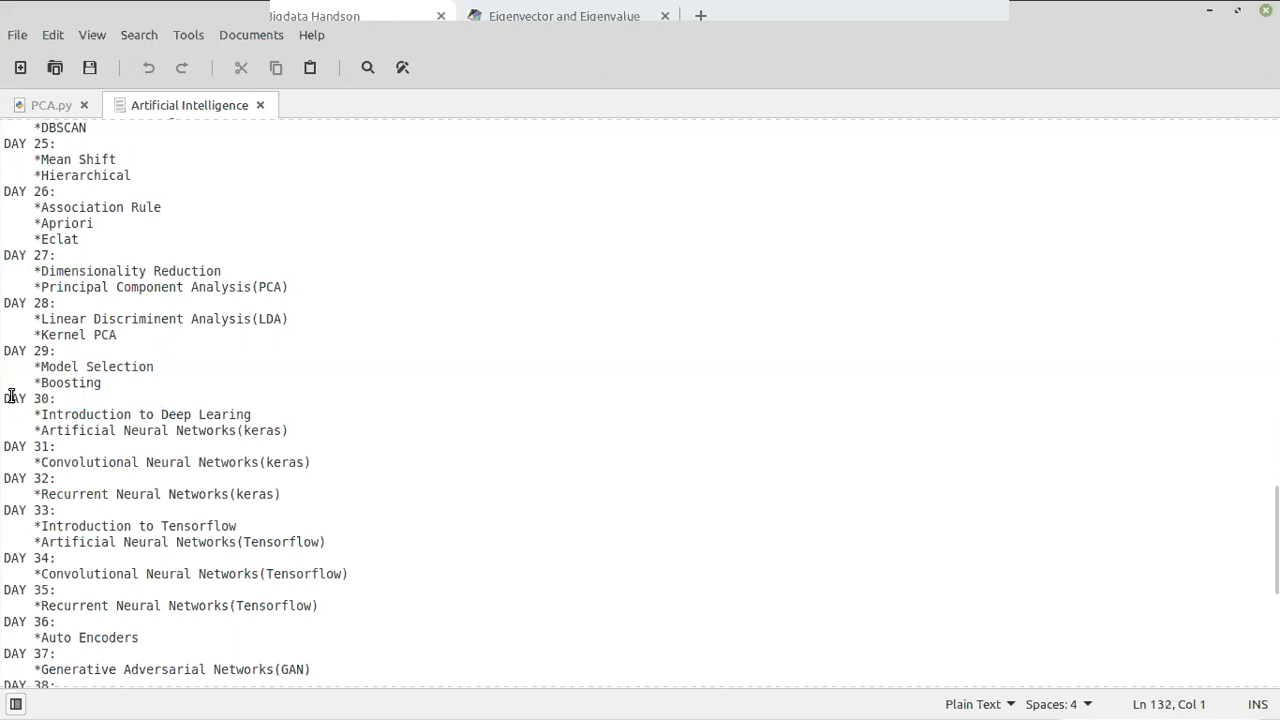 Bigdata Handson
Eigenvector and Eigenvalue
File Edit View Search Tools Documents Help
PCA.py
Artificial Intelligence
*DBSCAN
DAY 25:
*Mean Shift
*Hierarchical
DAY 26:
*Association Rule
*Apriori
*Eclat
DAY 27:
*Dimensionality Reduction
*Principal Component Analysis(PCA)
DAY 28:
*Linear Discriminent Analysis(LDA)
*Kernel PCA
DAY 29:
*Model Selection
*Boosting
DAY 30:
*Introduction to Deep Learing
*Artificial Neural Networks(keras)
DAY 31:
*Convolutional Neural Networks(keras)
DAY 32:
*Recurrent Neural Networks(keras)
DAY 33:
*Introduction to Tensorflow
*Artificial Neural Networks(Tensorflow)
DAY 34:
*Convolutional Neural Networks(Tensorflow)
DAY 35:
*Recurrent Neural Networks(Tensorflow)
DAY 36:
*Auto Encoders
DAY 37:
*Generative Adversarial Networks(GAN)
DAY 38:
Plain Text Spaces: 4 Ln 132, Col 1 INS